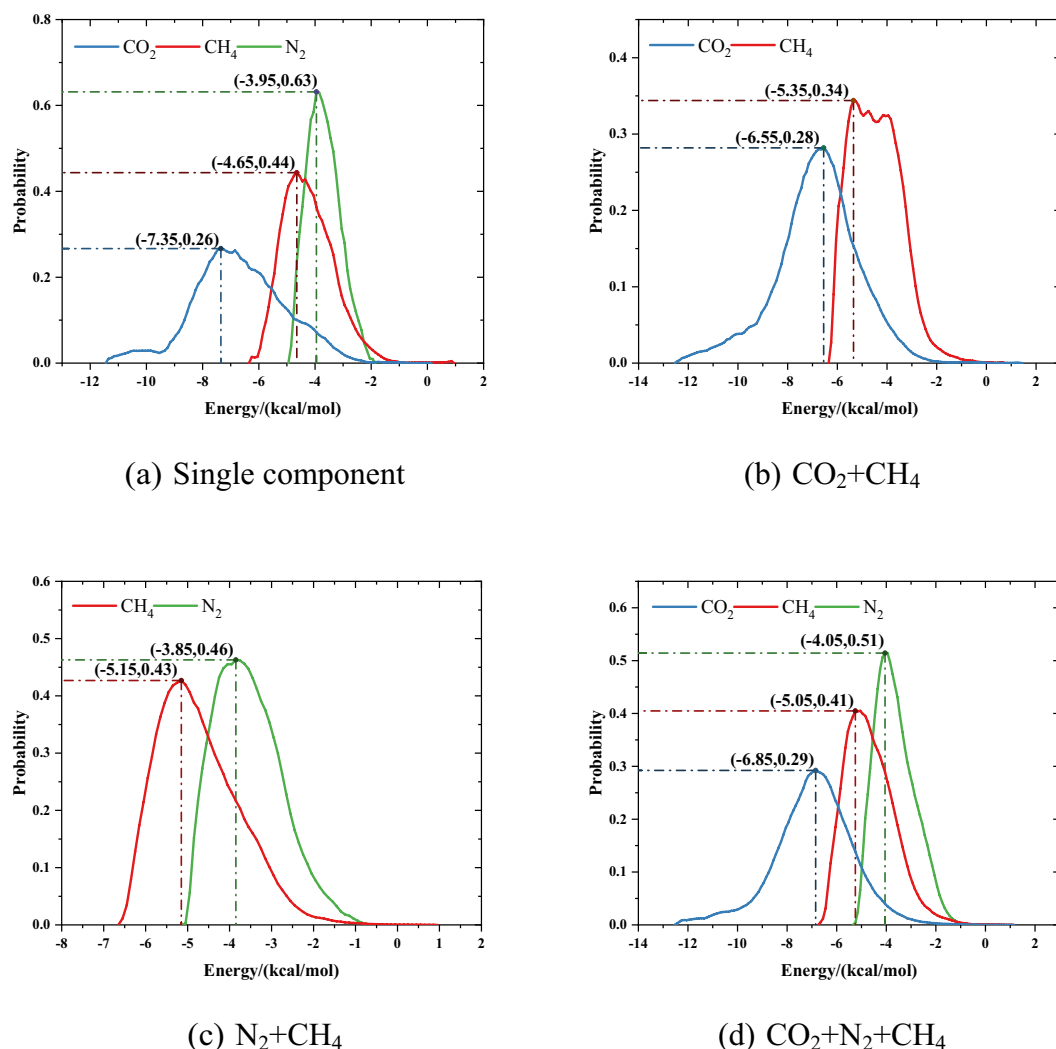 0.8
CO2 CH4 N2
(-3.95,0.63)
0.6
(-4.65,0.44)
0.4
(-7.35,0.26)
0.2
0.0
Probability
-12 -10 -8 -6 -4 -2 0 2
Energy/(kcal/mol)
(a) Single component
CO2 CH4
(-5.35,0.34)
0.4
(-6.55,0.28)
0.3
0.2
0.1
0.0
Probability
-14 -12 -10 -8 -6 -4 -2 0 2
Energy/(kcal/mol)
(b) CO2+CH4
0.6
CH4 N2
(-3.85,0.46)
0.5
(-5.15,0.43)
0.4
0.3
0.2
0.1
0.0
Probability
-8 -7 -6 -5 -4 -3 -2 -1 0 1 2
Energy/(kcal/mol)
(c) N2+CH4
0.6
CO2 CH4 N2
(-4.05,0.51)
0.5
(-5.05,0.41)
0.4
(-6.85,0.29)
0.3
0.2
0.1
0.0
Probability
-14 -12 -10 -8 -6 -4 -2 0 2
Energy/(kcal/mol)
(d) CO2+N2+CH4